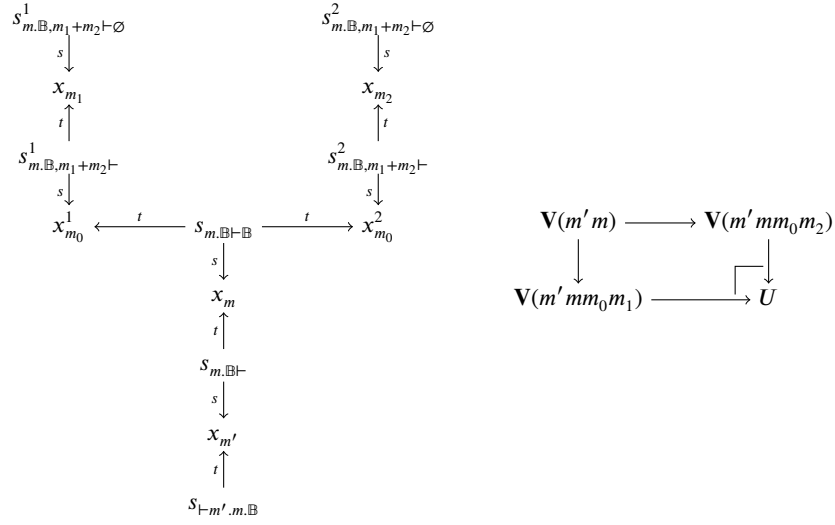 s^1_{m.𝔹,m_1+m_2⊢∅} s^2_{m.𝔹,m_1+m_2⊢∅}
s s
x_{m_1} x_{m_2}
t t
s^1_{m.𝔹,m_1+m_2⊢} s^2_{m.𝔹,m_1+m_2⊢}
s s
t t
x^1_{m_0} s_{m.𝔹⊢𝔹} x^2_{m_0} V(m′m) V(m′mm_0m_2)
s
x_m V(m′mm_0m_1) U
t
s_{m.𝔹⊢}
s
x_{m′}
t
s_{⊢m′.m.𝔹}